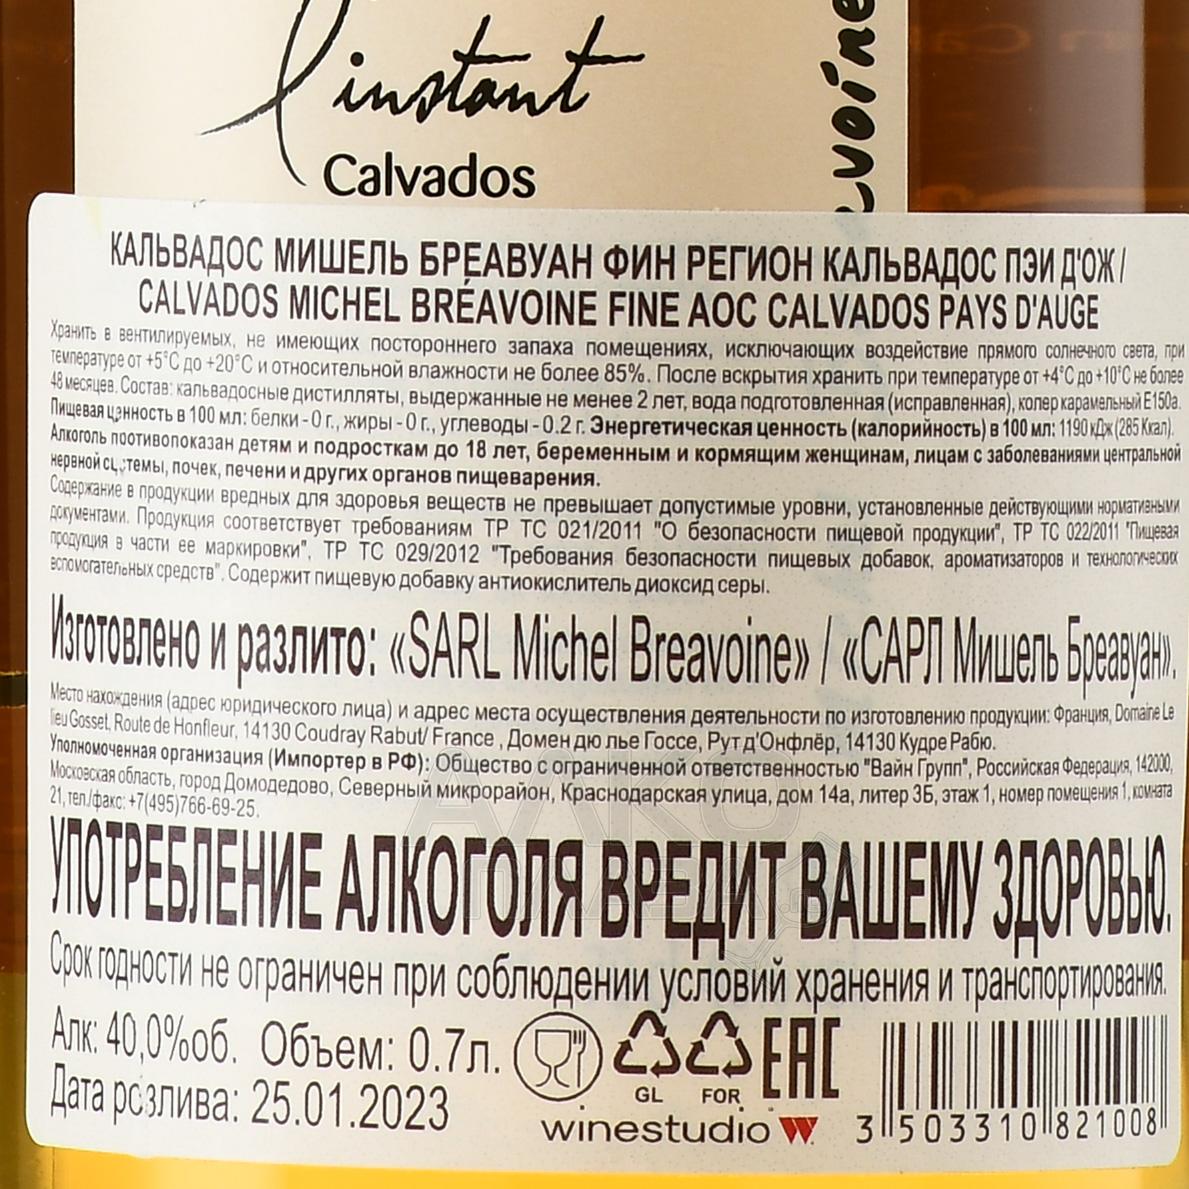 l'instant
Calvados
КАЛЬВАДОС МИШЕЛЬ БРЕАВУАН ФИН РЕГИОН КАЛЬВАДОС ПЭИ Д'ОЖ /
CALVADOS MICHEL BRÉAVOINE FINE AOC CALVADOS PAYS D'AUGE
Хранить в вентилируемых, не имеющих постороннего запаха помещениях, исключающих воздействие прямого солнечного света, при
температуре от +5°С до +20°С и относительной влажности не более 85%. После вскрытия хранить при температуре от +4°С до +10°С не более
48 месяцев. Состав: кальвадосные дистилляты, выдержанные не менее 2 лет, вода подготовленная (исправленная), колер карамельный Е150а.
Пищевая ценность в 100 мл: белки - 0 г., жиры - 0 г., углеводы - 0.2 г. Энергетическая ценность (калорийность) в 100 мл: 1190 кДж (285 Ккал).
Алкоголь противопоказан детям и подросткам до 18 лет, беременным и кормящим женщинам, лицам с заболеваниями центральной
нервной системы, почек, печени и других органов пищеварения.
Содержание в продукции вредных для здоровья веществ не превышает допустимые уровни, установленные действующими нормативными
документами. Продукция соответствует требованиям ТР ТС 021/2011 "О безопасности пищевой продукции", ТР ТС 022/2011 "Пищевая
продукция в части ее маркировки", ТР ТС 029/2012 "Требования безопасности пищевых добавок, ароматизаторов и технологических
вспомогательных средств". Содержит пищевую добавку антиокислитель диоксид серы.
Изготовлено и разлито: «SARL Michel Breavoine» / «САРЛ Мишель Бреавуан».
Место нахождения (адрес юридического лица) и адрес места осуществления деятельности по изготовлению продукции: Франция, Domaine Le
lieu Gosset, Route de Honfleur, 14130 Coudray Rabut/ France , Домен дю лье Госсе, Рут д'Онфлёр, 14130 Кудре Рабю.
Уполномоченная организация (Импортер в РФ): Общество с ограниченной ответственностью "Вайн Групп", Российская Федерация, 142000,
Московская область, город Домодедово, Северный микрорайон, Краснодарская улица, дом 14а, литер 3Б, этаж 1, номер помещения 1, комната
21, тел./факс: +7(495)766-69-25.
УПОТРЕБЛЕНИЕ АЛКОГОЛЯ ВРЕДИТ ВАШЕМУ ЗДОРОВЬЮ.
Срок годности не ограничен при соблюдении условий хранения и транспортирования.
Алк: 40,0%об. Объем: 0.7л.
GL FOR EAC
Дата розлива: 25.01.2023
winestudio W
3 503310 821008